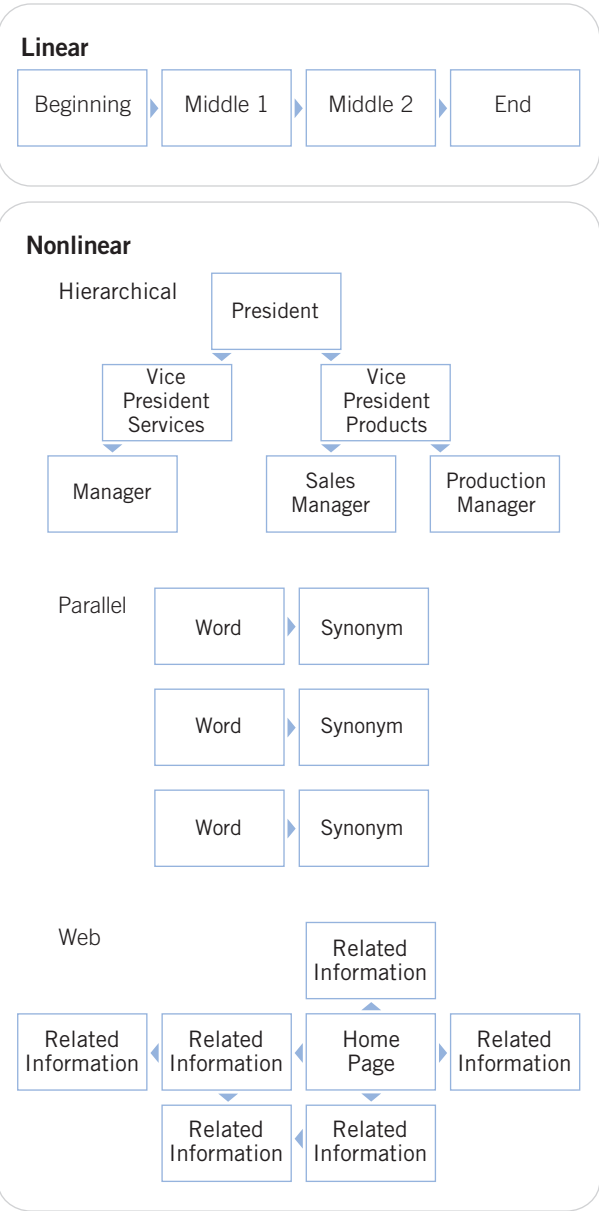 Linear
Beginning
Middle 1
Middle 2
End
Nonlinear
Hierarchical
President
Vice
President
Services
Vice
President
Products
Manager
Sales
Manager
Production
Manager
Parallel
Word
Synonym
Word
Synonym
Word
Synonym
Web
Related
Information
Related
Information
Related
Information
Home
Page
Related
Information
Related
Information
Related
Information